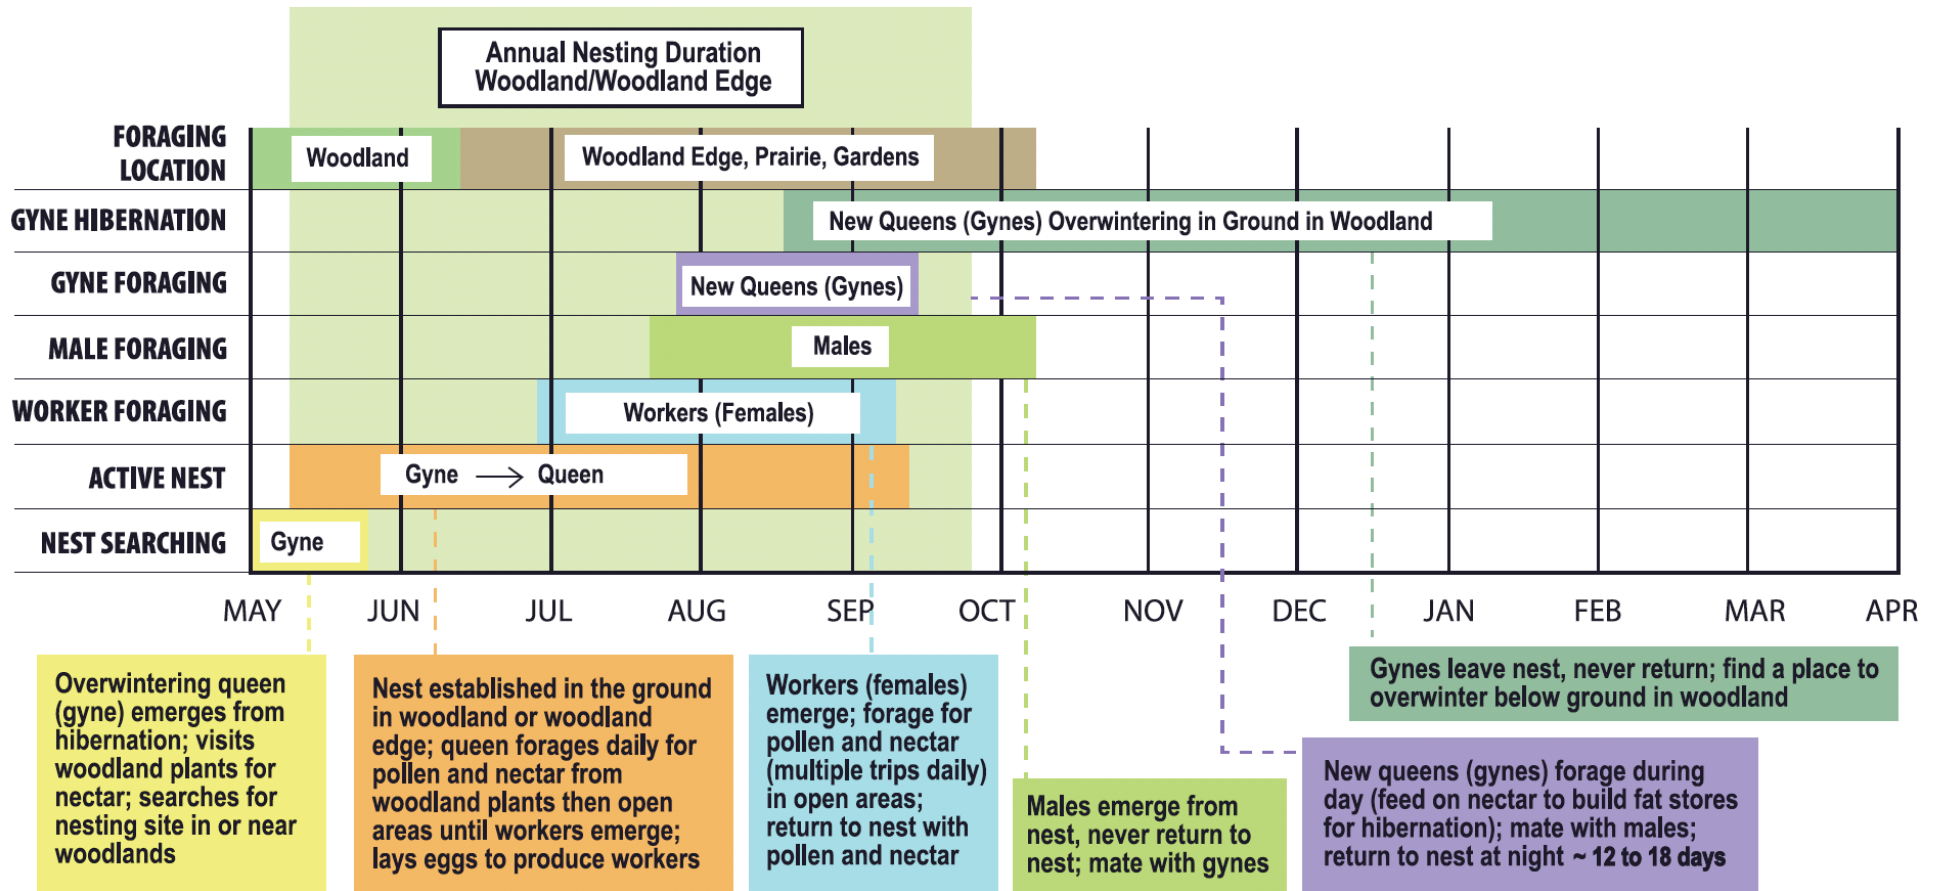 Annual Nesting Duration
Woodland/Woodland Edge
FORAGING
LOCATION
Woodland
Woodland Edge, Prairie, Gardens
GYNE HIBERNATION
New Queens (Gynes) Overwintering in Ground in Woodland
GYNE FORAGING
New Queens (Gynes)
MALE FORAGING
Males
WORKER FORAGING
Workers (Females)
ACTIVE NEST
Gyne → Queen
NEST SEARCHING
Gyne
MAY JUN JUL AUG SEP OCT NOV DEC JAN FEB MAR APR
Overwintering queen
(gyne) emerges from
hibernation; visits
woodland plants for
nectar; searches for
nesting site in or near
woodlands
Nest established in the ground
in woodland or woodland
edge; queen forages daily for
pollen and nectar from
woodland plants then open
areas until workers emerge;
lays eggs to produce workers
Workers (females)
emerge; forage for
pollen and nectar
(multiple trips daily)
in open areas;
return to nest with
pollen and nectar
Males emerge from
nest, never return to
nest; mate with gynes
Gynes leave nest, never return; find a place to
overwinter below ground in woodland
New queens (gynes) forage during
day (feed on nectar to build fat stores
for hibernation); mate with males;
return to nest at night ~ 12 to 18 days